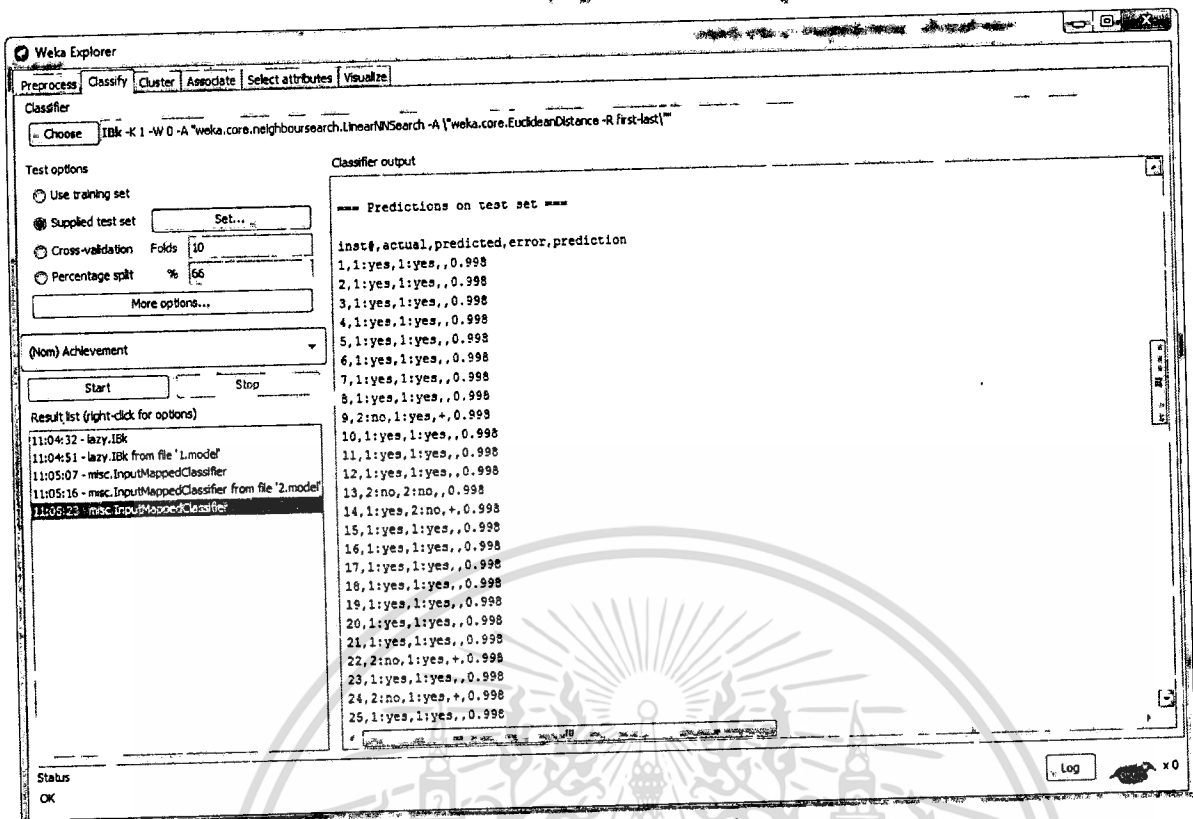 Weka Explorer
Preprocess Classify Cluster Associate Select attributes Visualize
Classifier
Choose IBk -K 1 -W 0 -A "weka.core.neighboursearch.LinearNNSearch -A \"weka.core.EuclideanDistance -R first-last\""
Test options
Use training set
Supplied test set Set...
Cross-validation Folds 10
Percentage split % 66
More options...
(Nom) Achievement
Start Stop
Result list (right-click for options)
11:04:32 - lazy.IBk
11:04:51 - lazy.IBk from file '1.model'
11:05:07 - misc.InputMappedClassifier
11:05:16 - misc.InputMappedClassifier from file '2.model'
11:05:23 - misc.InputMappedClassifier
Classifier output
=== Predictions on test set ===
inst#,actual,predicted,error,prediction
1,1:yes,1:yes,,0.998
2,1:yes,1:yes,,0.998
3,1:yes,1:yes,,0.998
4,1:yes,1:yes,,0.998
5,1:yes,1:yes,,0.998
6,1:yes,1:yes,,0.998
7,1:yes,1:yes,,0.998
8,1:yes,1:yes,,0.998
9,2:no,1:yes,+,0.998
10,1:yes,1:yes,,0.998
11,1:yes,1:yes,,0.998
12,1:yes,1:yes,,0.998
13,2:no,2:no,,0.998
14,1:yes,2:no,+,0.998
15,1:yes,1:yes,,0.998
16,1:yes,1:yes,,0.998
17,1:yes,1:yes,,0.998
18,1:yes,1:yes,,0.998
19,1:yes,1:yes,,0.998
20,1:yes,1:yes,,0.998
21,1:yes,1:yes,,0.998
22,2:no,1:yes,+,0.998
23,1:yes,1:yes,,0.998
24,2:no,1:yes,+,0.998
25,1:yes,1:yes,,0.998
Status
OK
Log x 0